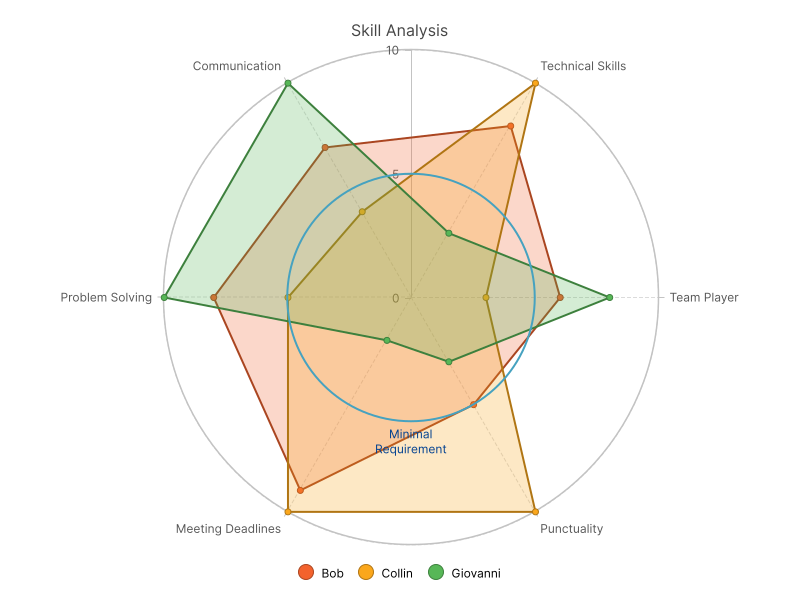 Skill Analysis
10
Communication
Technical Skills
5
Problem Solving
0
Team Player
Minimal
Requirement
Meeting Deadlines
Punctuality
Bob
Collin
Giovanni